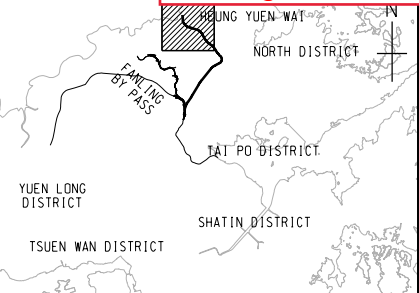 HEUNG YUEN WAI
N
NORTH DISTRICT
FANLING
BY PASS
TAI PO DISTRICT
YUEN LONG
DISTRICT
SHATIN DISTRICT
TSUEN WAN DISTRICT